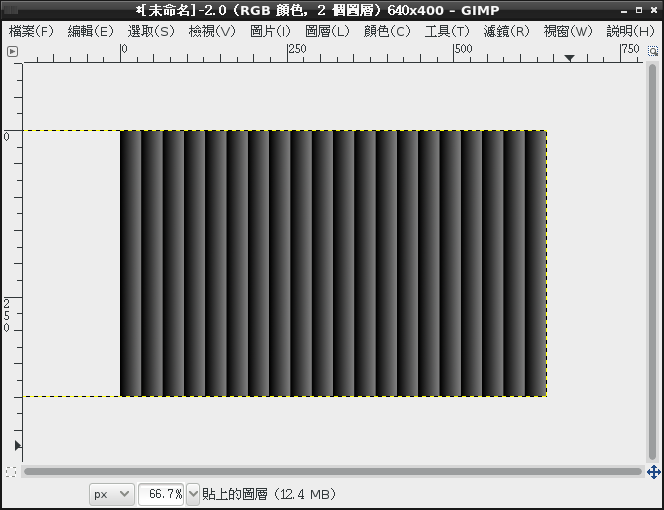 *[未命名]-2.0 (RGB 顏色, 2 個圖層) 640x400 – GIMP
檔案(F) 編輯(E) 選取(S) 檢視(V) 圖片(I) 圖層(L) 顏色(C) 工具(T) 濾鏡(R) 視窗(W) 說明(H)
0 250 500 750
0
250
px 66.7% 貼上的圖層 (12.4 MB)